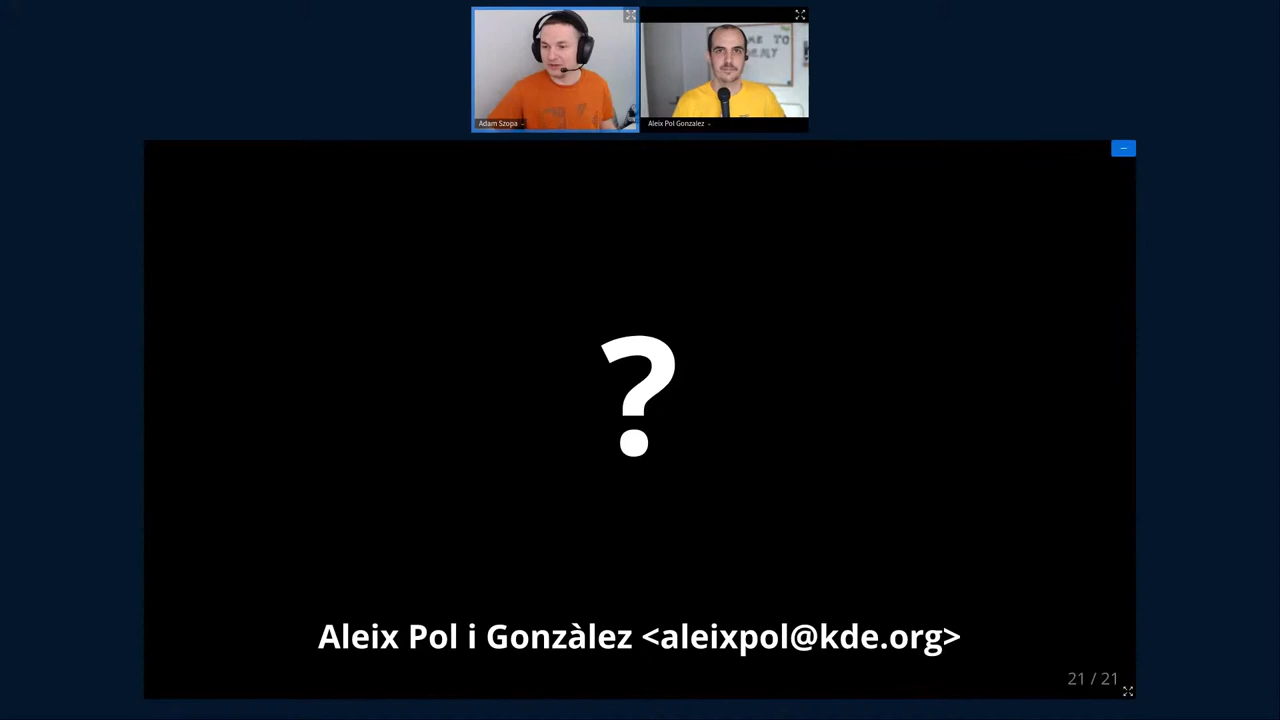 Adam Szopa
Aleix Pol Gonzalez
?
Aleix Pol i Gonzàlez <aleixpol@kde.org>
21 / 21